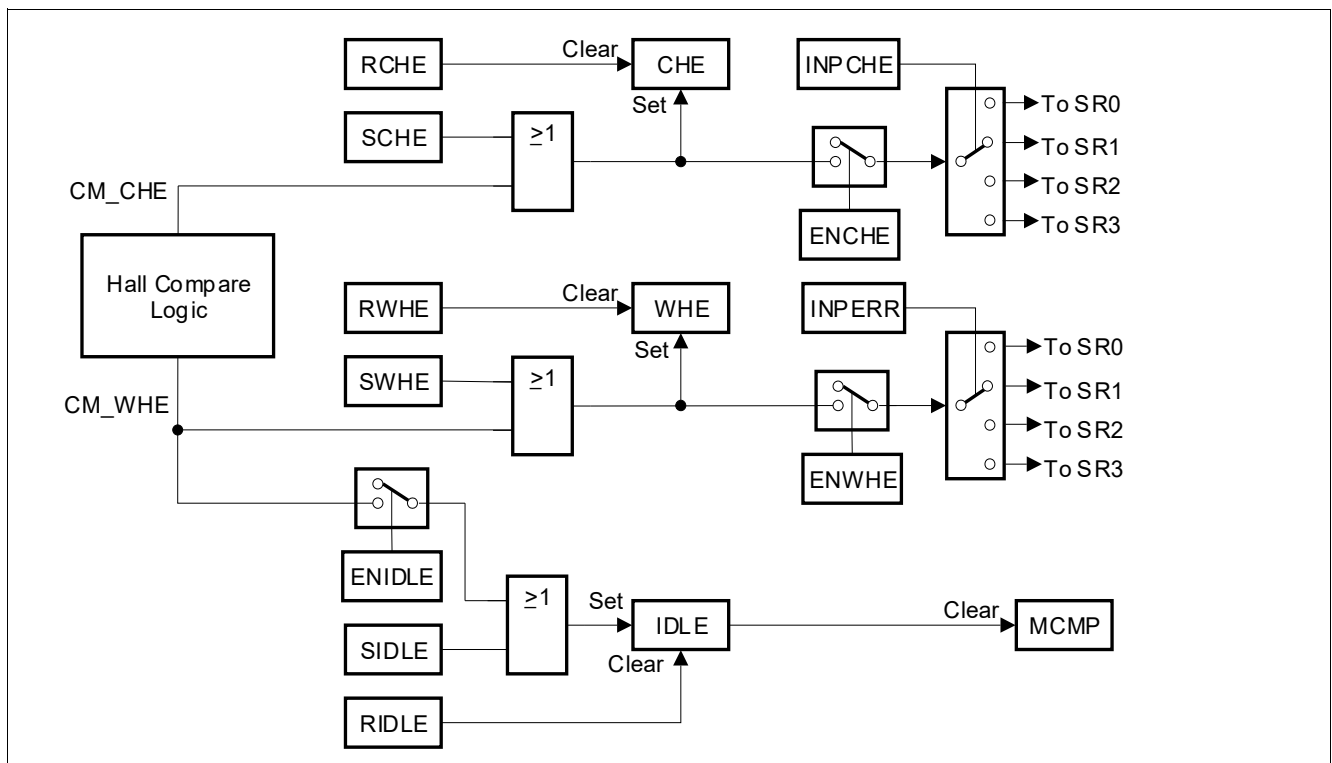 RCHE
Clear
CHE
INPCHE
Set
To SR0
SCHE
≥1
To SR1
To SR2
CM_CHE
To SR3
ENCHE
Hall Compare
Logic
RWHE
Clear
WHE
INPERR
Set
To SR0
SWHE
≥1
To SR1
CM_WHE
To SR2
To SR3
ENWHE
ENIDLE
≥1
Set
IDLE
Clear
MCMP
SIDLE
Clear
RIDLE